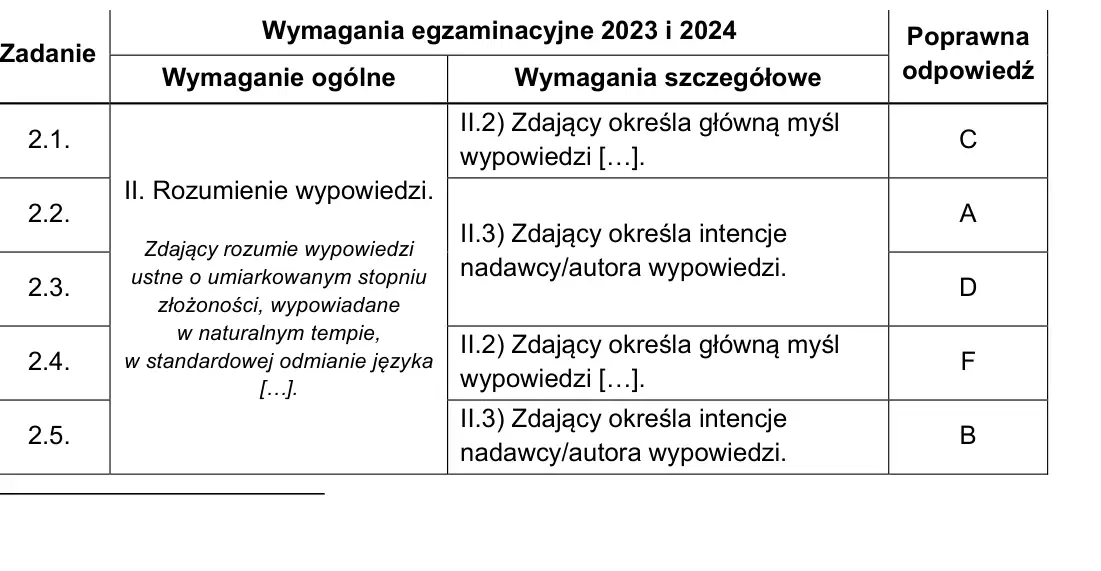 Zadanie
Wymagania egzaminacyjne 2023 i 2024
Poprawna
odpowiedź
Wymaganie ogólne
Wymagania szczegółowe
2.1.
II. Rozumienie wypowiedzi.
Zdający rozumie wypowiedzi
ustne o umiarkowanym stopniu
złożoności, wypowiadane
w naturalnym tempie,
w standardowej odmianie języka
[…].
II.2) Zdający określa główną myśl
wypowiedzi […].
C
2.2.
II.3) Zdający określa intencje
nadawcy/autora wypowiedzi.
A
2.3.
D
2.4.
II.2) Zdający określa główną myśl
wypowiedzi […].
F
2.5.
II.3) Zdający określa intencje
nadawcy/autora wypowiedzi.
B